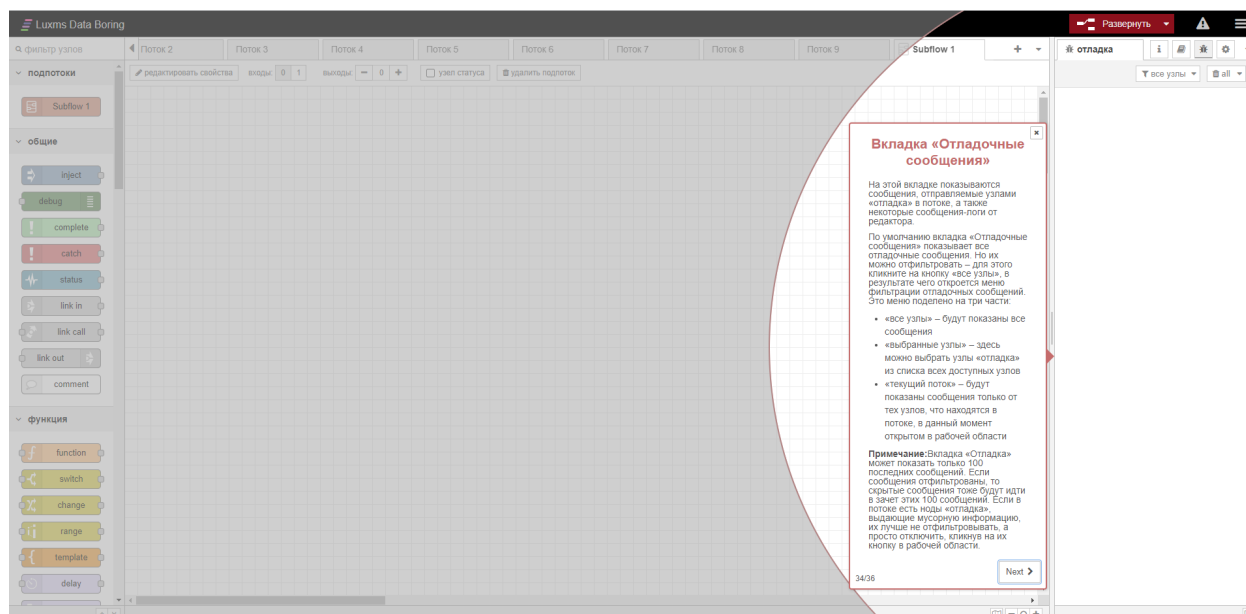 Luxms Data Boring
Развернуть
фильтр узлов
Поток 2
Поток 3
Поток 4
Поток 5
Поток 6
Поток 7
Поток 8
Поток 9
Subflow 1
отладка
редактировать свойства
входы: 0 1
выходы: 0
узел статуса
удалить подпоток
все узлы
all
подпотоки
Subflow 1
общие
inject
debug
complete
catch
status
link in
link call
link out
comment
функция
function
switch
change
range
template
delay
Вкладка «Отладочные
сообщения»
На этой вкладке показываются
сообщения, отправляемые узлами
«отладка» в потоке, а также
некоторые сообщения-логи от
редактора.
По умолчанию вкладка «Отладочные
сообщения» показывает все
отладочные сообщения. Но их
можно отфильтровать – для этого
кликните на кнопку «все узлы», в
результате чего откроется меню
фильтрации отладочных сообщений.
Это меню поделено на три части:
• «все узлы» – будут показаны все
сообщения
• «выбранные узлы» – здесь
можно выбрать узлы «отладка»
из списка всех доступных узлов
• «текущий поток» – будут
показаны сообщения только от
тех узлов, что находятся в
потоке, в данный момент
открытом в рабочей области
Примечание:Вкладка «Отладка»
может показать только 100
последних сообщений. Если
сообщения отфильтрованы, то
скрытые сообщения тоже будут идти
в зачет этих 100 сообщений. Если в
потоке есть ноды «отладка»,
выдающие мусорную информацию,
их лучше не отфильтровывать, а
просто отключить, кликнув на их
кнопку в рабочей области.
34/36
Next